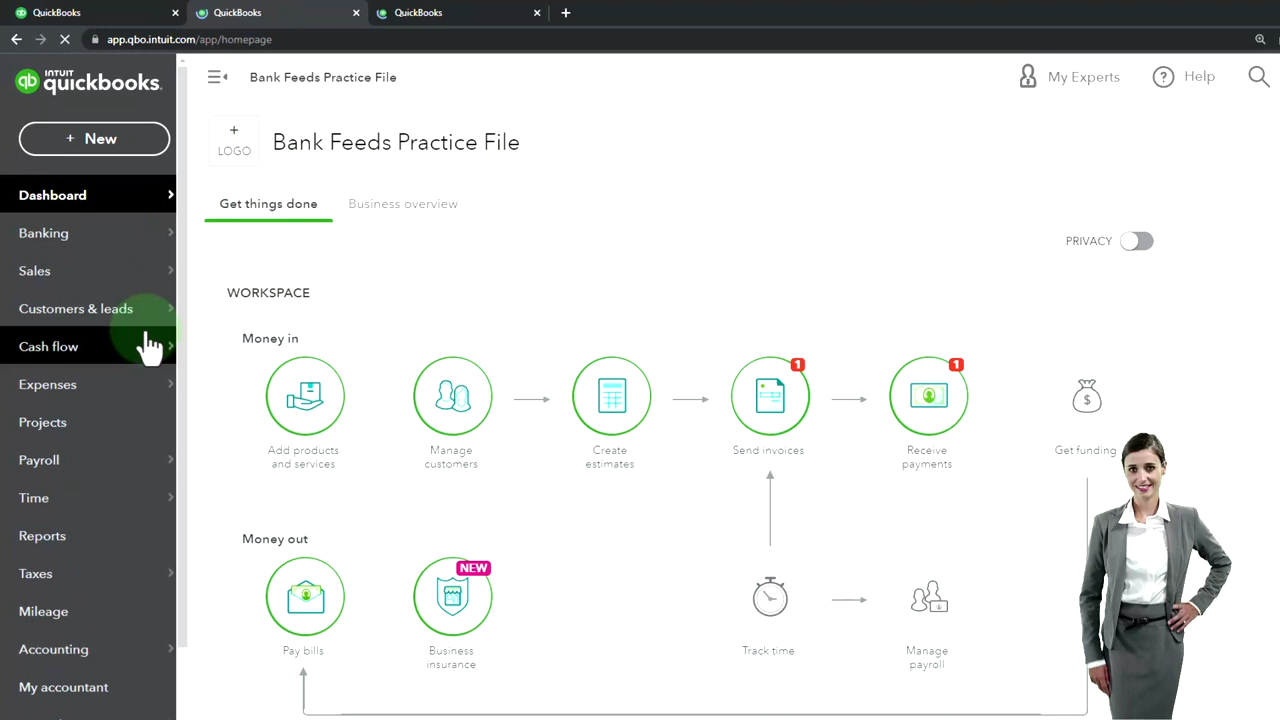 QuickBooks
QuickBooks
QuickBooks
app.qbo.intuit.com/app/homepage
INTUIT
quickbooks.
qb
+ New
Dashboard
Banking
Sales
Customers & leads
Cash flow
Expenses
Projects
Payroll
Time
Reports
Taxes
Mileage
Accounting
My accountant
Bank Feeds Practice File
My Experts
Help
+
LOGO
Bank Feeds Practice File
Get things done
Business overview
PRIVACY
WORKSPACE
Money in
1
1
Add products
and services
Manage
customers
Create
estimates
Send invoices
Receive
payments
Get funding
Money out
NEW
Pay bills
Business
insurance
Track time
Manage
payroll